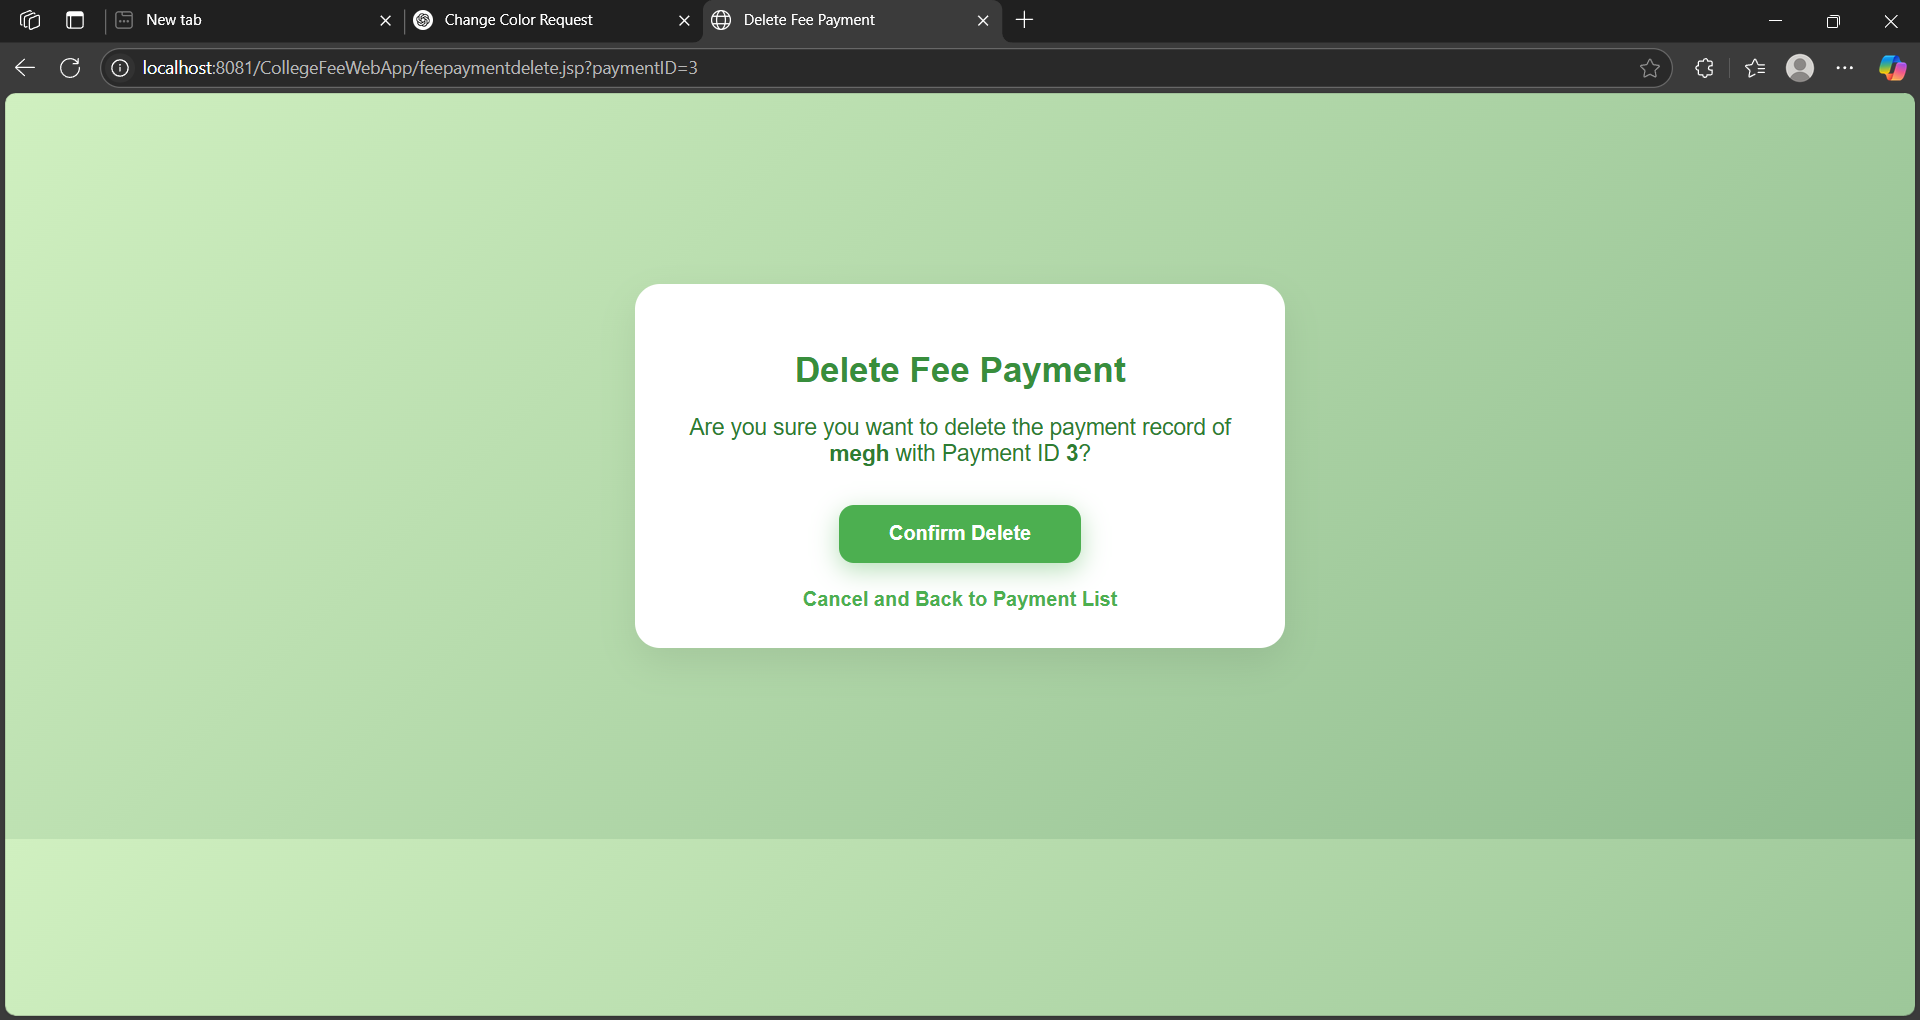 New tab
Change Color Request
Delete Fee Payment
localhost:8081/CollegeFeeWebApp/feepaymentdelete.jsp?paymentID=3
Delete Fee Payment
Are you sure you want to delete the payment record of
megh with Payment ID 3?
Confirm Delete
Cancel and Back to Payment List